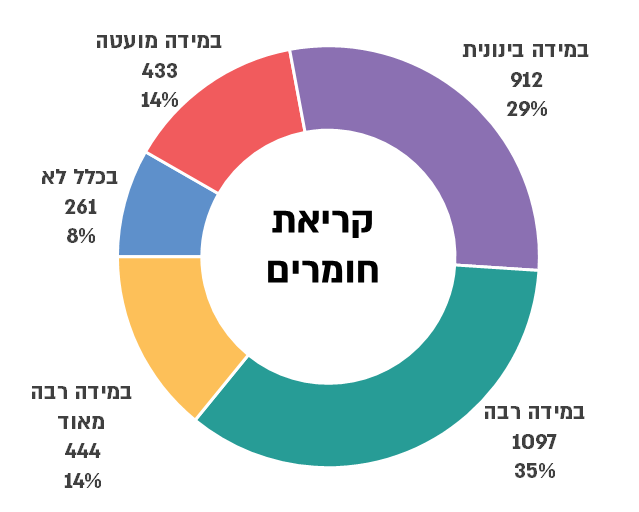 במידה מועטה
433
14%
במידה בינונית
912
29%
בכלל לא
261
8%
קריאת
חומרים
במידה רבה
מאוד
444
14%
במידה רבה
1097
35%